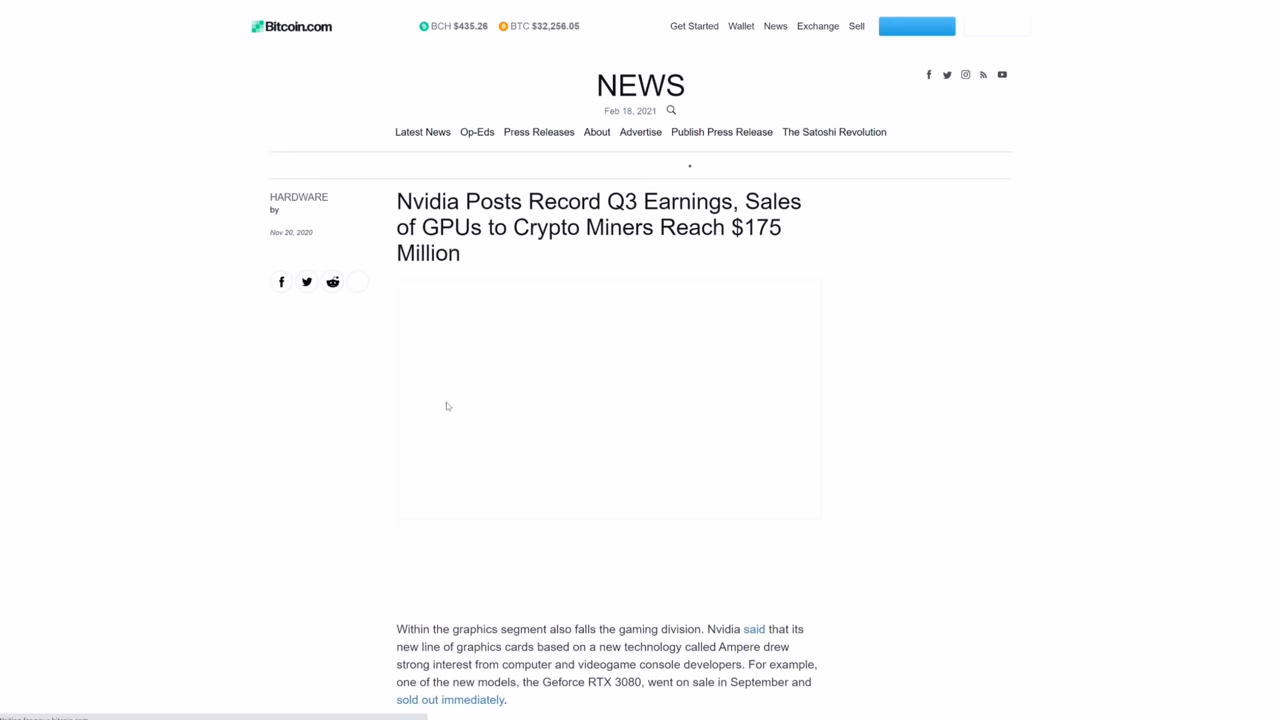 Bitcoin.com
BCH $435.26 BTC $32,256.05
Get Started Wallet News Exchange Sell
NEWS
Feb 18, 2021
Latest News Op-Eds Press Releases About Advertise Publish Press Release The Satoshi Revolution
HARDWARE
by
Nov 20, 2020
Nvidia Posts Record Q3 Earnings, Sales
of GPUs to Crypto Miners Reach $175
Million
Within the graphics segment also falls the gaming division. Nvidia said that its
new line of graphics cards based on a new technology called Ampere drew
strong interest from computer and videogame console developers. For example,
one of the new models, the Geforce RTX 3080, went on sale in September and
sold out immediately.